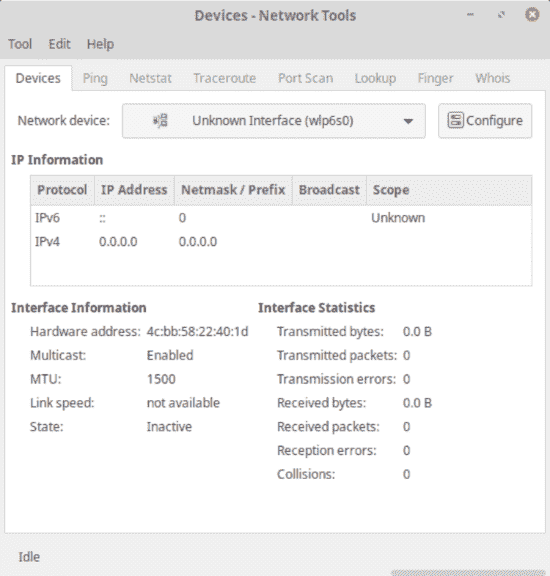 Devices - Network Tools
Tool Edit Help
Devices Ping Netstat Traceroute Port Scan Lookup Finger Whois
Network device: Unknown Interface (wlp6s0) Configure
IP Information
Protocol IP Address Netmask / Prefix Broadcast Scope
IPv6 :: 0 Unknown
IPv4 0.0.0.0 0.0.0.0
Interface Information Interface Statistics
Hardware address: 4c:bb:58:22:40:1d Transmitted bytes: 0.0 B
Multicast: Enabled Transmitted packets: 0
MTU: 1500 Transmission errors: 0
Link speed: not available Received bytes: 0.0 B
State: Inactive Received packets: 0
Reception errors: 0
Collisions: 0
Idle